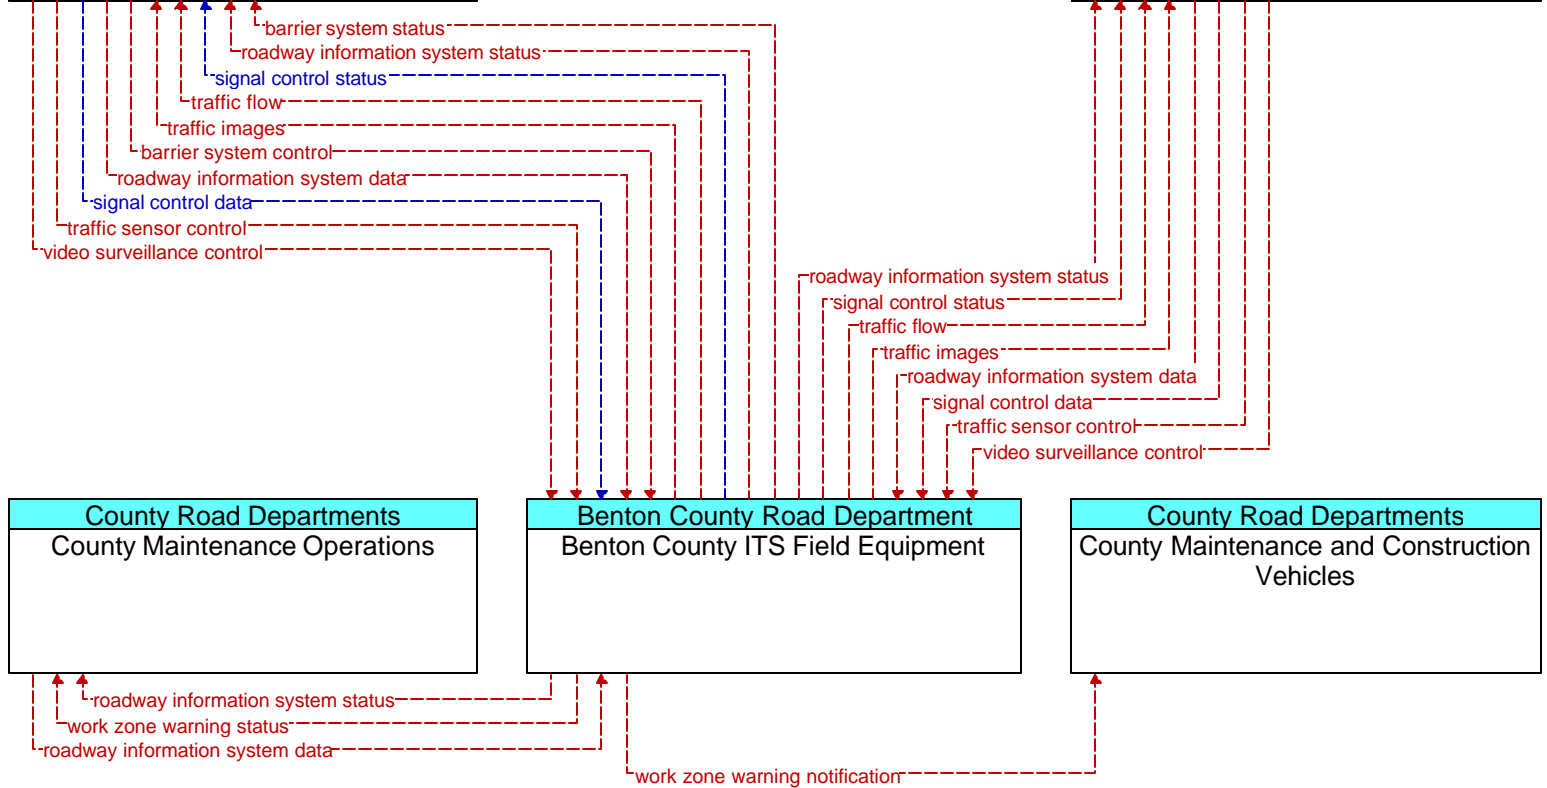 barrier system status
roadway information system status
signal control status
traffic flow
traffic images
barrier system control
roadway information system data
signal control data
traffic sensor control
video surveillance control
roadway information system status
signal control status
traffic flow
traffic images
roadway information system data
signal control data
traffic sensor control
video surveillance control
County Road Departments
County Maintenance Operations
Benton County Road Department
Benton County ITS Field Equipment
County Road Departments
County Maintenance and Construction
Vehicles
roadway information system status
work zone warning status
roadway information system data
work zone warning notification